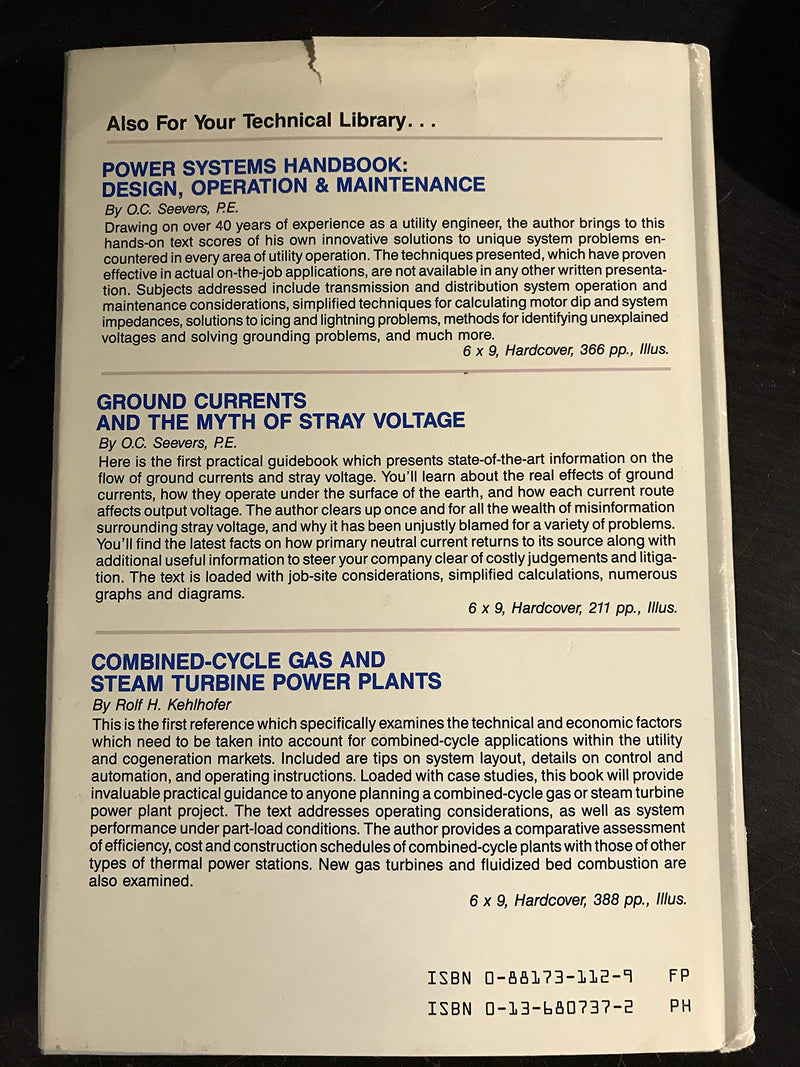 Also For Your Technical Library. . .
POWER SYSTEMS HANDBOOK:
DESIGN, OPERATION & MAINTENANCE
By O.C. Seevers, P.E.
Drawing on over 40 years of experience as a utility engineer, the author brings to this
hands-on text scores of his own innovative solutions to unique system problems en-
countered in every area of utility operation. The techniques presented, which have proven
effective in actual on-the-job applications, are not available in any other written presenta-
tion. Subjects addressed include transmission and distribution system operation and
maintenance considerations, simplified techniques for calculating motor dip and system
impedances, solutions to icing and lightning problems, methods for identifying unexplained
voltages and solving grounding problems, and much more.
6 x 9, Hardcover, 366 pp., Illus.
GROUND CURRENTS
AND THE MYTH OF STRAY VOLTAGE
By O.C. Seevers, P.E.
Here is the first practical guidebook which presents state-of-the-art information on the
flow of ground currents and stray voltage. You'll learn about the real effects of ground
currents, how they operate under the surface of the earth, and how each current route
affects output voltage. The author clears up once and for all the wealth of misinformation
surrounding stray voltage, and why it has been unjustly blamed for a variety of problems.
You'll find the latest facts on how primary neutral current returns to its source along with
additional useful information to steer your company clear of costly judgements and litiga-
tion. The text is loaded with job-site considerations, simplified calculations, numerous
graphs and diagrams.
6 x 9, Hardcover, 211 pp., Illus.
COMBINED-CYCLE GAS AND
STEAM TURBINE POWER PLANTS
By Rolf H. Kehlhofer
This is the first reference which specifically examines the technical and economic factors
which need to be taken into account for combined-cycle applications within the utility
and cogeneration markets. Included are tips on system layout, details on control and
automation, and operating instructions. Loaded with case studies, this book will provide
invaluable practical guidance to anyone planning a combined-cycle gas or steam turbine
power plant project. The text addresses operating considerations, as well as system
performance under part-load conditions. The author provides a comparative assessment
of efficiency, cost and construction schedules of combined-cycle plants with those of other
types of thermal power stations. New gas turbines and fluidized bed combustion are
also examined.
6 x 9, Hardcover, 388 pp., Illus.
ISBN 0-88173-112-9 FP
ISBN 0-13-680737-2 PH